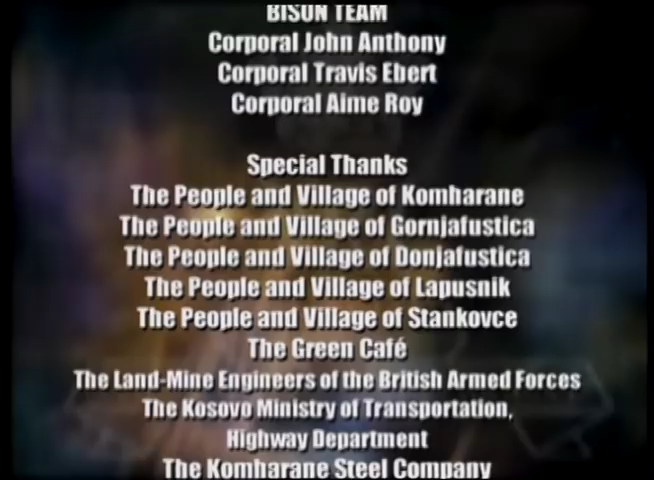 BISON TEAM
Corporal John Anthony
Corporal Travis Ebert
Corporal Aime Roy
Special Thanks
The People and Village of Komharane
The People and Village of Gornjafustica
The People and Village of Donjafustica
The People and Village of Lapusnik
The People and Village of Stankovce
The Green Café
The Land-Mine Engineers of the British Armed Forces
The Kosovo Ministry of Transportation,
Highway Department
The Komharane Steel Company